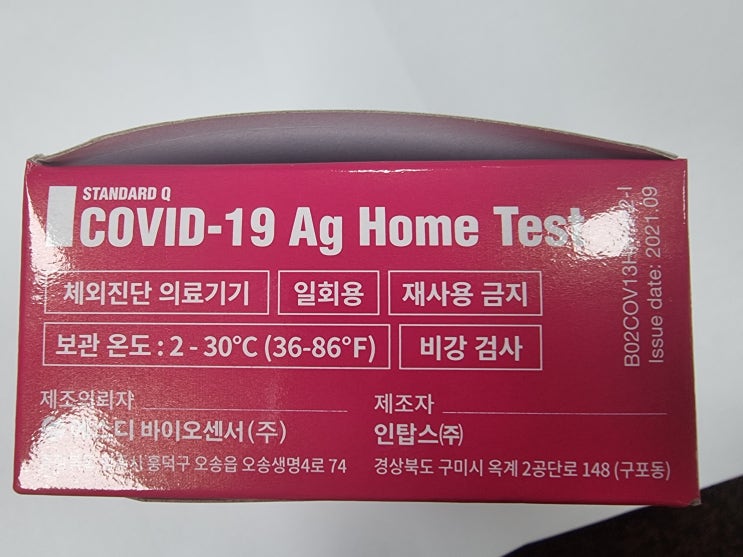 STANDARD Q
COVID-19 Ag Home Test
체외진단 의료기기 일회용 재사용 금지
보관 온도 : 2 - 30°C (36-86°F) 비강 검사
제조의뢰자
바이오센서(주)
흥덕구 오송읍 오송생명4로 74
제조자
인탑스㈜
경상북도 구미시 옥계 2공단로 148 (구포동)
Issue date: 2021.09